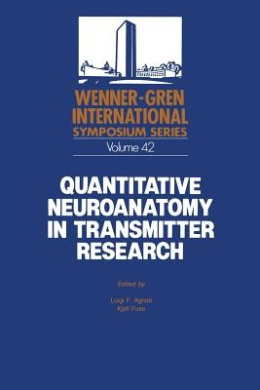 WENNER-GREN
INTERNATIONAL
SYMPOSIUM SERIES
Volume 42
QUANTITATIVE
NEUROANATOMY
IN TRANSMITTER
RESEARCH
Edited by
Luigi F. Agnati
Kjell Fuxe